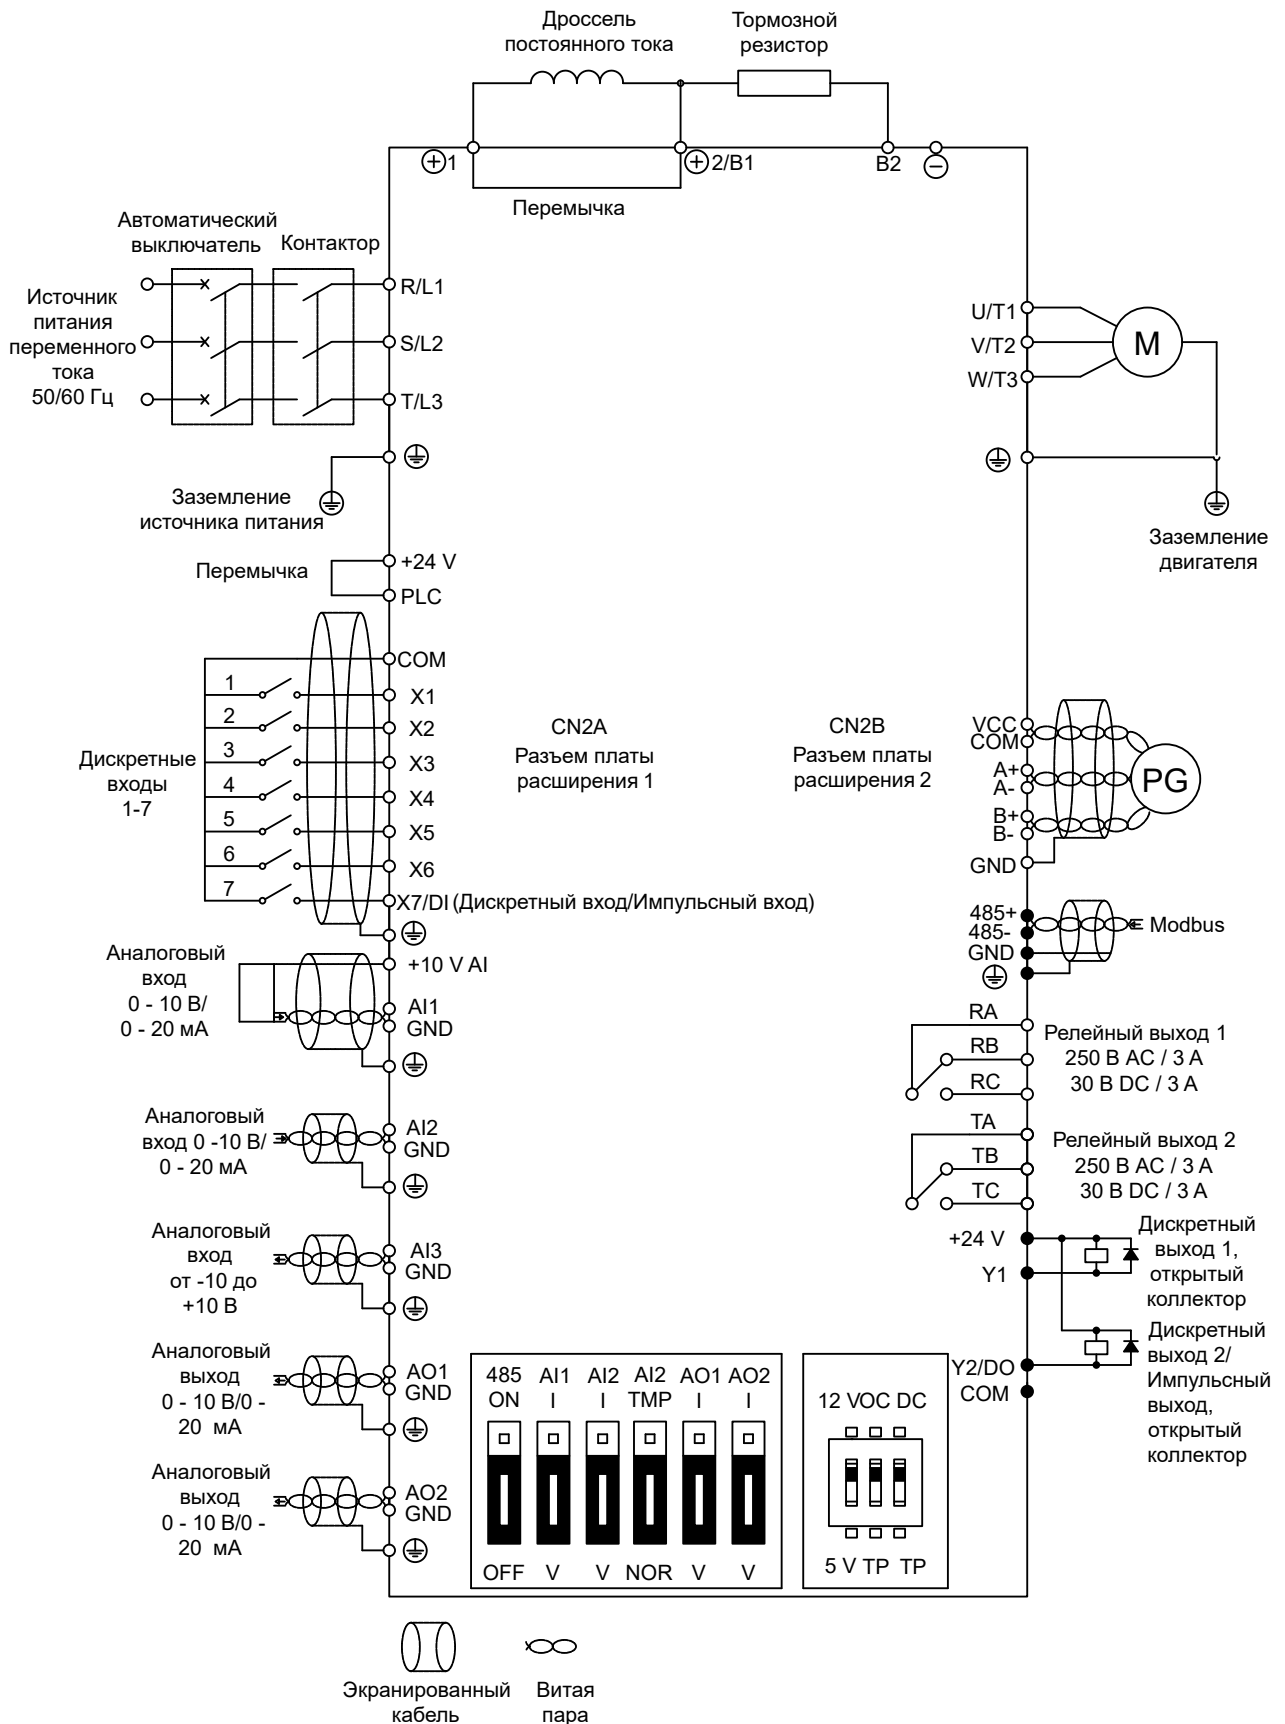 Дроссель
постоянного тока
Тормозной
резистор
1
2/B1
B2
Перемычка
Автоматический
выключатель
Контактор
Источник
питания
переменного
тока
50/60 Гц
R/L1
S/L2
T/L3
U/T1
V/T2
W/T3
M
Заземление
источника питания
Заземление
двигателя
Перемычка
+24 V
PLC
COM
1
X1
2
X2
3
X3
4
X4
5
X5
6
X6
7
X7/DI (Дискретный вход/Импульсный вход)
Дискретные
входы
1-7
CN2A
Разъем платы
расширения 1
CN2B
Разъем платы
расширения 2
VCC
COM
A+
A-
B+
B-
GND
PG
485+
485-
GND
Modbus
Аналоговый
вход
0 - 10 В/
0 - 20 мА
+10 V AI
AI1
GND
RA
RB
RC
Релейный выход 1
250 В AC / 3 A
30 В DC / 3 A
Аналоговый
вход 0 -10 В/
0 - 20 мА
AI2
GND
TA
TB
TC
Релейный выход 2
250 В AC / 3 A
30 В DC / 3 A
Аналоговый
вход
от -10 до
+10 В
AI3
GND
+24 V
Y1
Дискретный
выход 1,
открытый
коллектор
Аналоговый
выход
0 - 10 В/0 -
20 мА
AO1
GND
Y2/DO
COM
Дискретный
выход 2/
Импульсный
выход,
открытый
коллектор
Аналоговый
выход
0 - 10 В/0 -
20 мА
AO2
GND
485 AI1 AI2 AI2 AO1 AO2
ON I I TMP I I
OFF V V NOR V V
12 VOC DC
5 V TP TP
Экранированный
кабель
Витая
пара